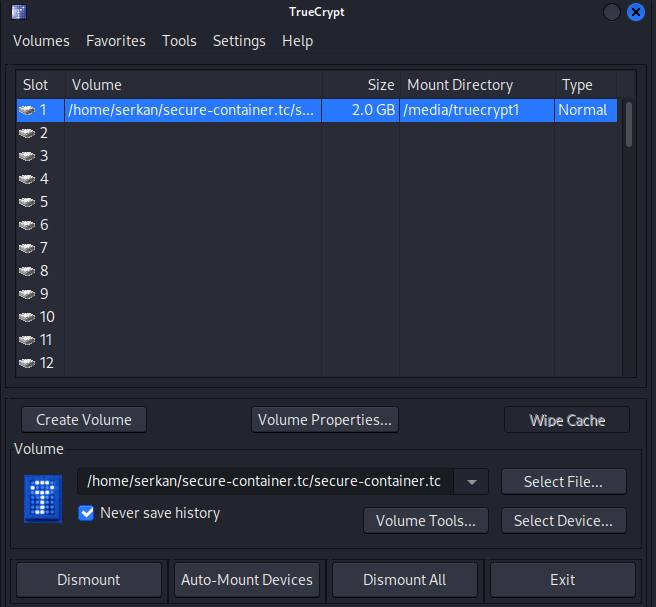 TrueCrypt
Volumes Favorites Tools Settings Help
Slot Volume Size Mount Directory Type
1 /home/serkan/secure-container.tc/s... 2.0 GB /media/truecrypt1 Normal
2
3
4
5
6
7
8
9
10
11
12
Create Volume Volume Properties... Wipe Cache
Volume
/home/serkan/secure-container.tc/secure-container.tc Select File...
Never save history
Volume Tools... Select Device...
Dismount Auto-Mount Devices Dismount All Exit